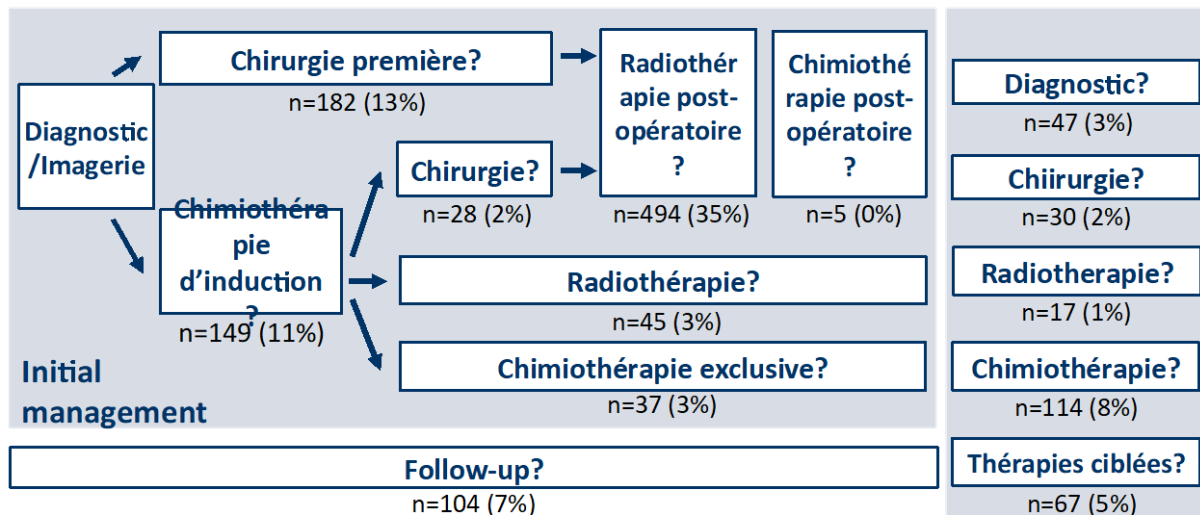 Chirurgie première?
n=182 (13%)
Diagnostic
/Imagerie
Chimiothéra
pie
d’induction
?
n=149 (11%)
Chirurgie?
n=28 (2%)
Radiothér
apie post-
opératoire
?
n=494 (35%)
Chimiothé
rapie post-
opératoire
?
n=5 (0%)
Radiothérapie?
n=45 (3%)
Chimiothérapie exclusive?
n=37 (3%)
Initial
management
Follow-up?
n=104 (7%)
Diagnostic?
n=47 (3%)
Chiirurgie?
n=30 (2%)
Radiotherapie?
n=17 (1%)
Chimiothérapie?
n=114 (8%)
Thérapies ciblées?
n=67 (5%)